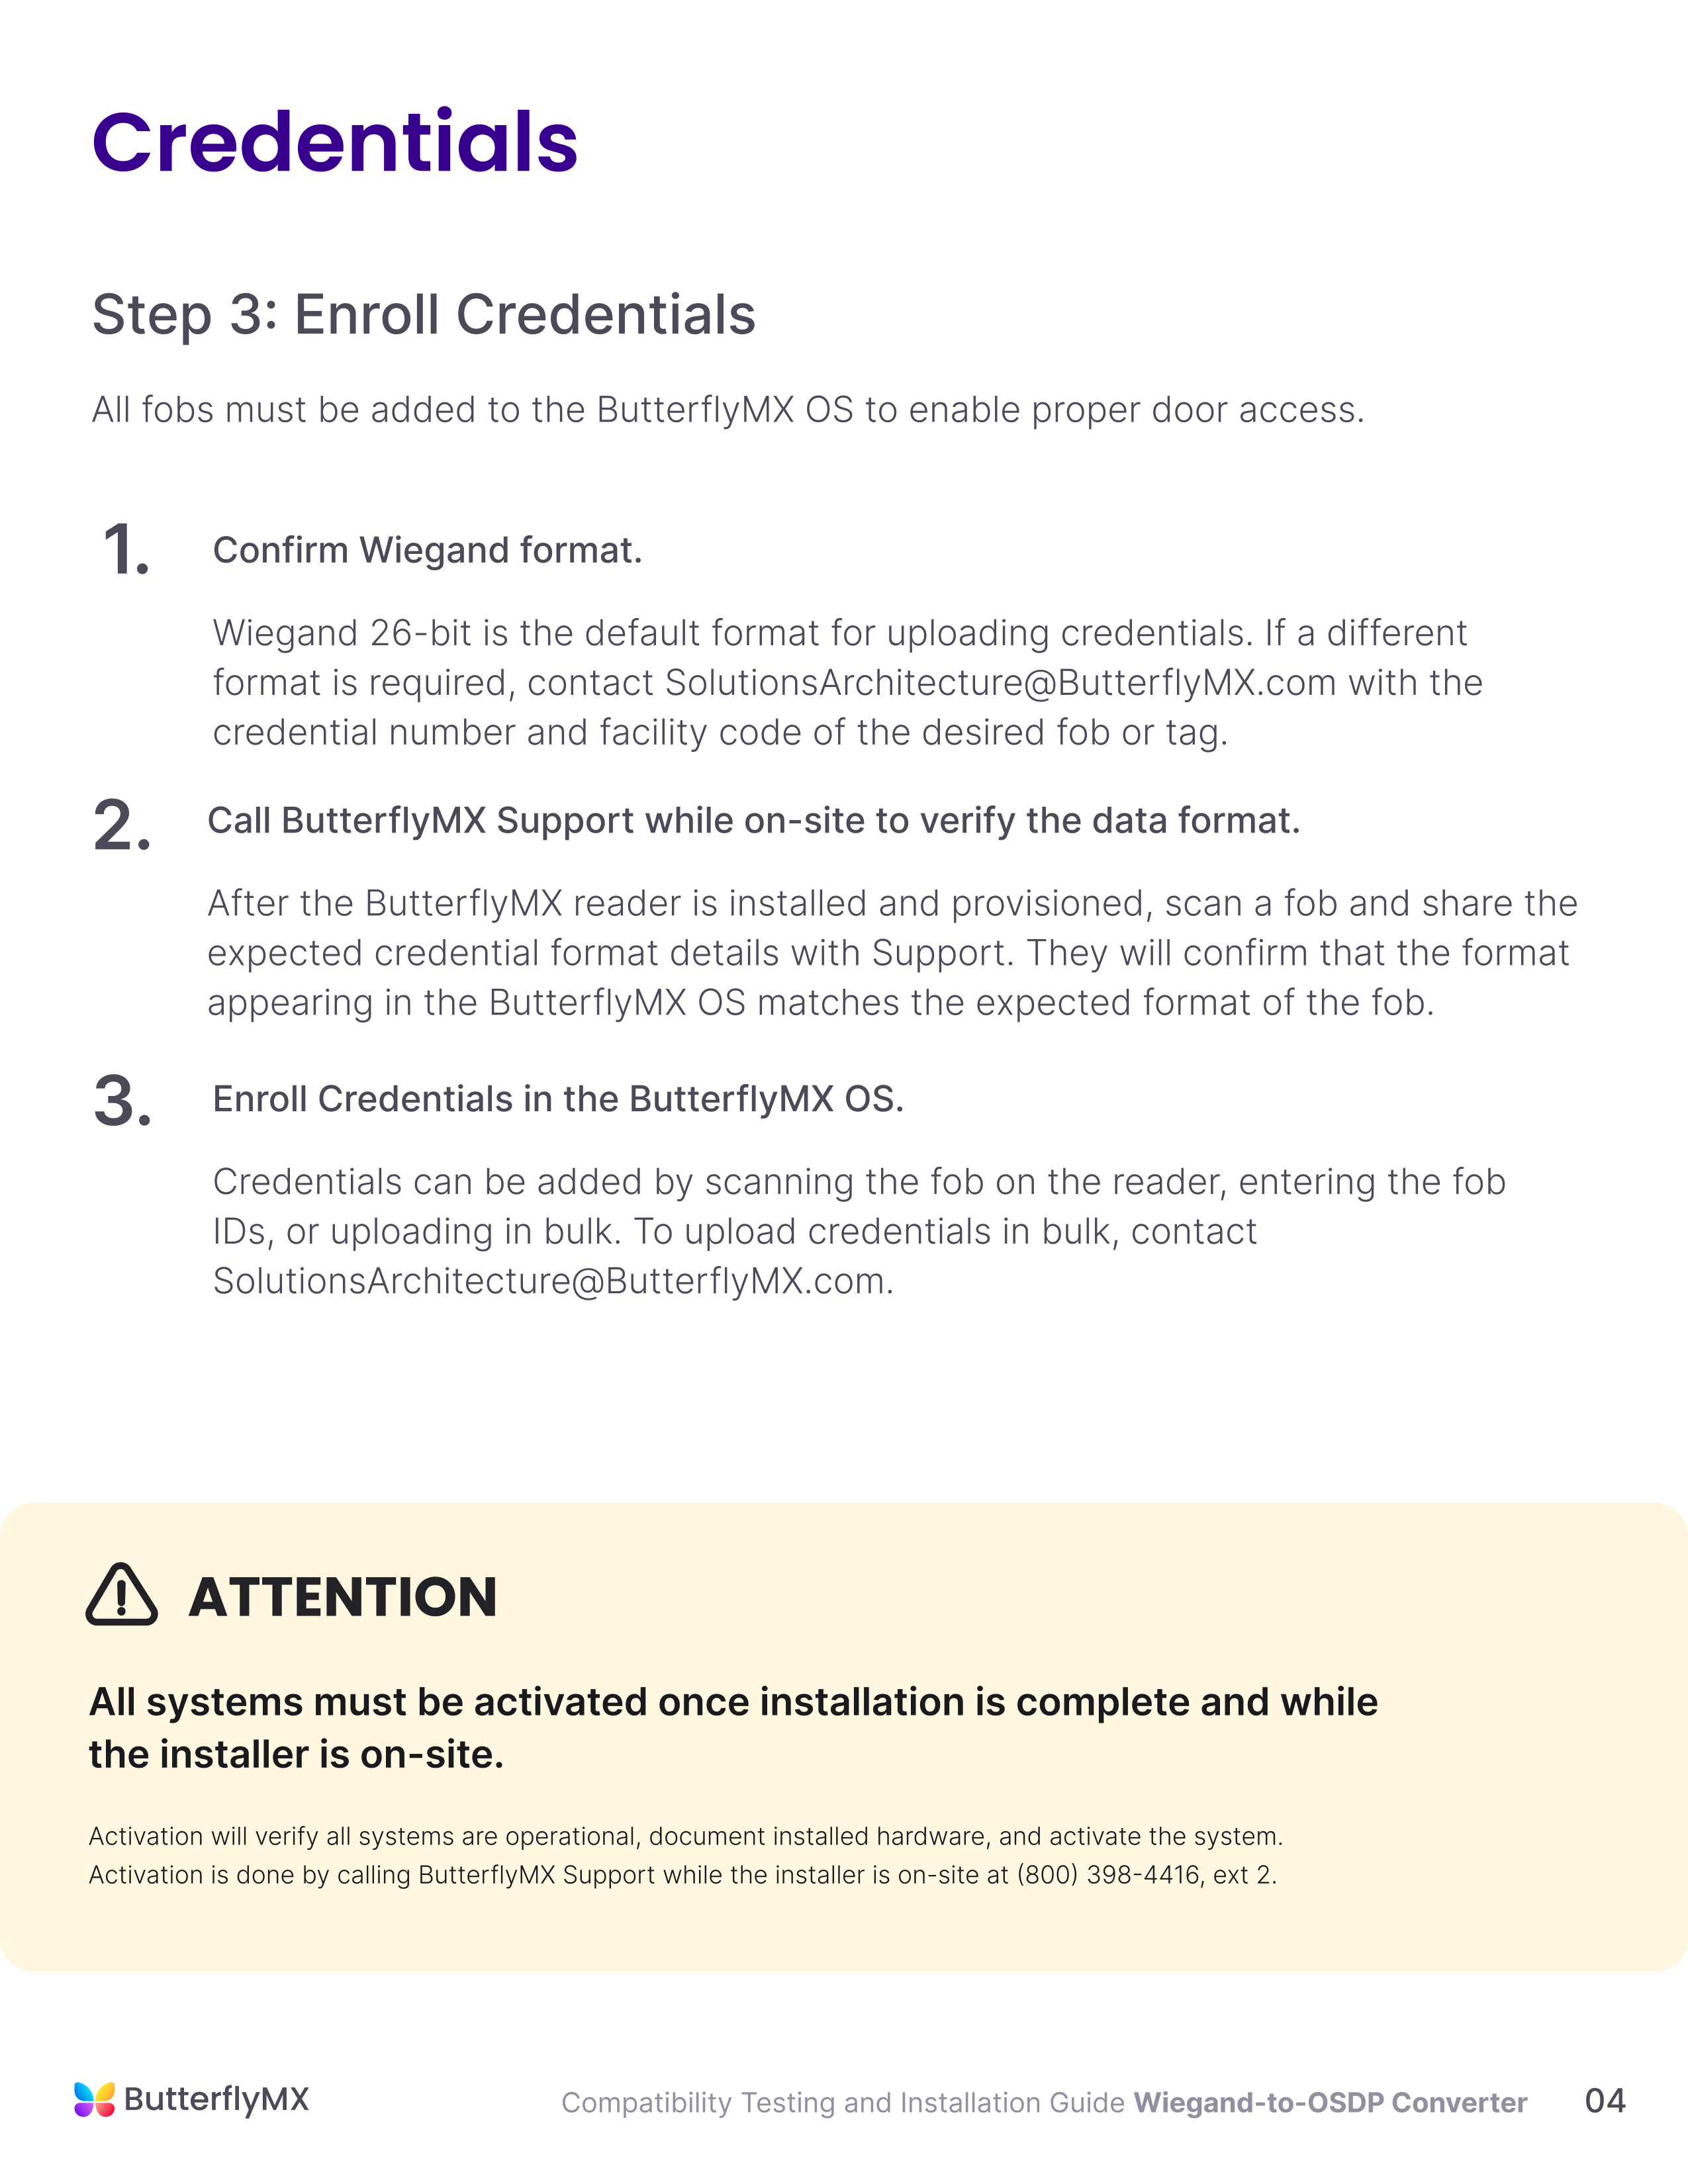 Credentials
Step 3: Enroll Credentials
All fobs must be added to the ButterflyMX OS to enable proper door access.
1.
Confirm Wiegand format.
Wiegand 26-bit is the default format for uploading credentials. If a different
format is required, contact SolutionsArchitecture@ButterflyMX.com with the
credential number and facility code of the desired fob or tag.
2.
Call ButterflyMX Support while on-site to verify the data format.
After the ButterflyMX reader is installed and provisioned, scan a fob and share the
expected credential format details with Support. They will confirm that the format
appearing in the ButterflyMX OS matches the expected format of the fob.
3.
Enroll Credentials in the ButterflyMX OS.
Credentials can be added by scanning the fob on the reader, entering the fob
IDs, or uploading in bulk. To upload credentials in bulk, contact
SolutionsArchitecture@ButterflyMX.com.
ATTENTION
All systems must be activated once installation is complete and while
the installer is on-site.
Activation will verify all systems are operational, document installed hardware, and activate the system.
Activation is done by calling ButterflyMX Support while the installer is on-site at (800) 398-4416, ext 2.
ButterflyMX
Compatibility Testing and Installation Guide Wiegand-to-OSDP Converter
04